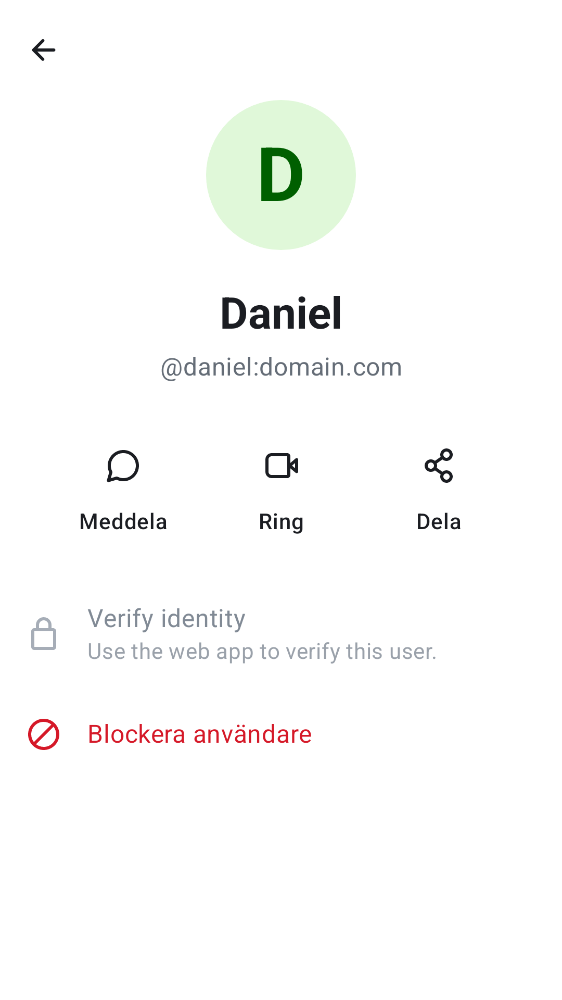 D
Daniel
@daniel:domain.com
Meddela
Ring
Dela
Verify identity
Use the web app to verify this user.
Blockera användare